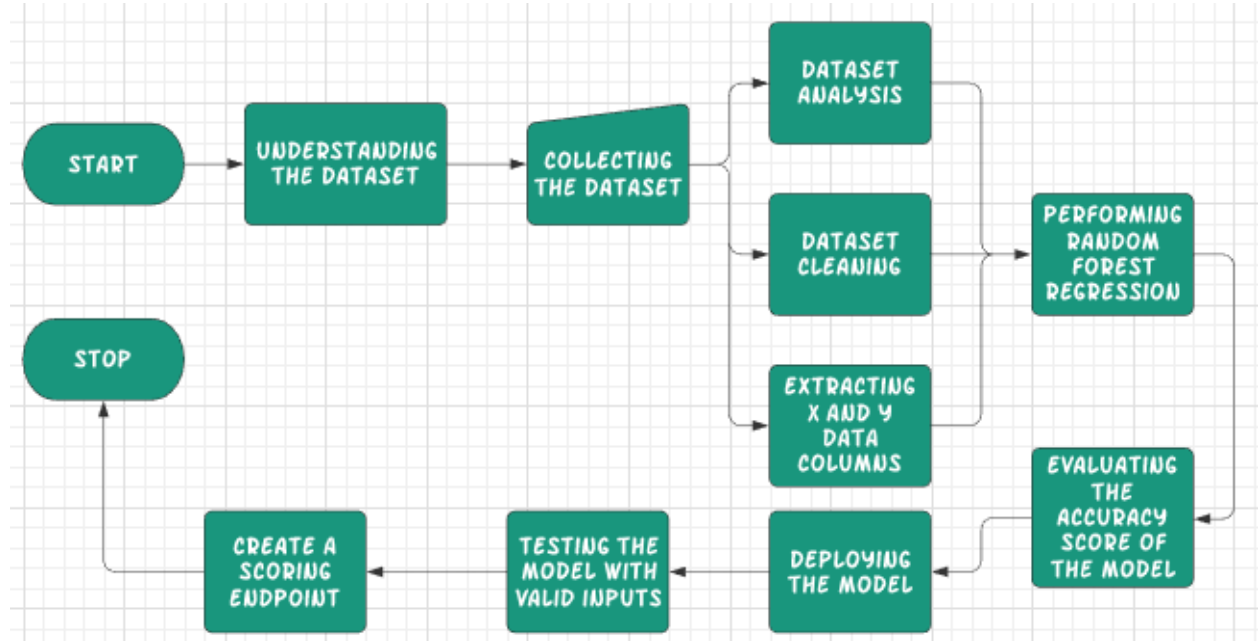 START
UNDERSTANDING
THE DATASET
COLLECTING
THE DATASET
DATASET
ANALYSIS
DATASET
CLEANING
EXTRACTING
X AND Y
DATA
COLUMNS
PERFORMING
RANDOM
FOREST
REGRESSION
EVALUATING
THE
ACCURACY
SCORE OF
THE MODEL
DEPLOYING
THE MODEL
TESTING THE
MODEL WITH
VALID INPUTS
CREATE A
SCORING
ENDPOINT
STOP